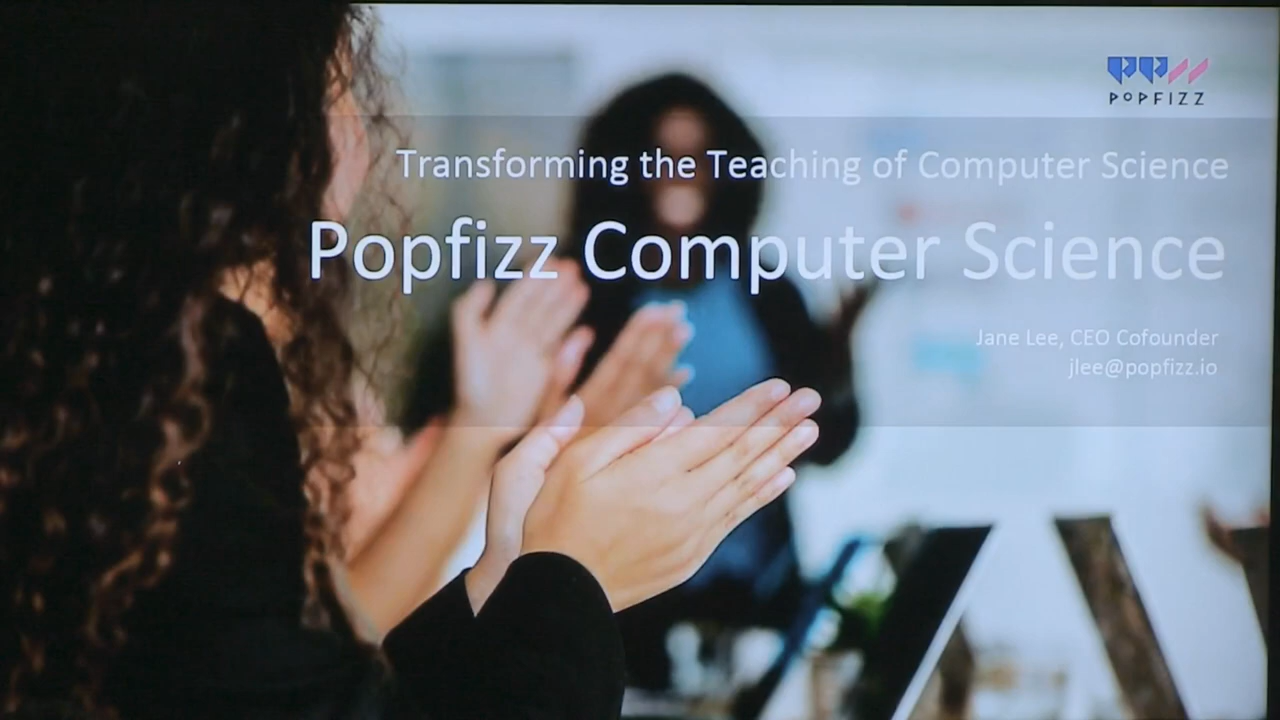 POPFIZZ
Transforming the Teaching of Computer Science
Popfizz Computer Science
Jane Lee, CEO Cofounder
jlee@popfizz.io